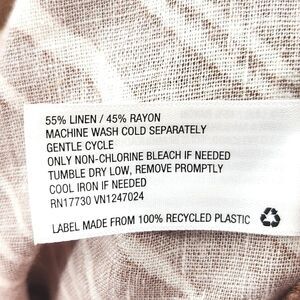 55% LINEN / 45% RAYON
MACHINE WASH COLD SEPARATELY
GENTLE CYCLE
ONLY NON-CHLORINE BLEACH IF NEEDED
TUMBLE DRY LOW, REMOVE PROMPTLY
COOL IRON IF NEEDED
RN17730 VN1247024
LABEL MADE FROM 100% RECYCLED PLASTIC